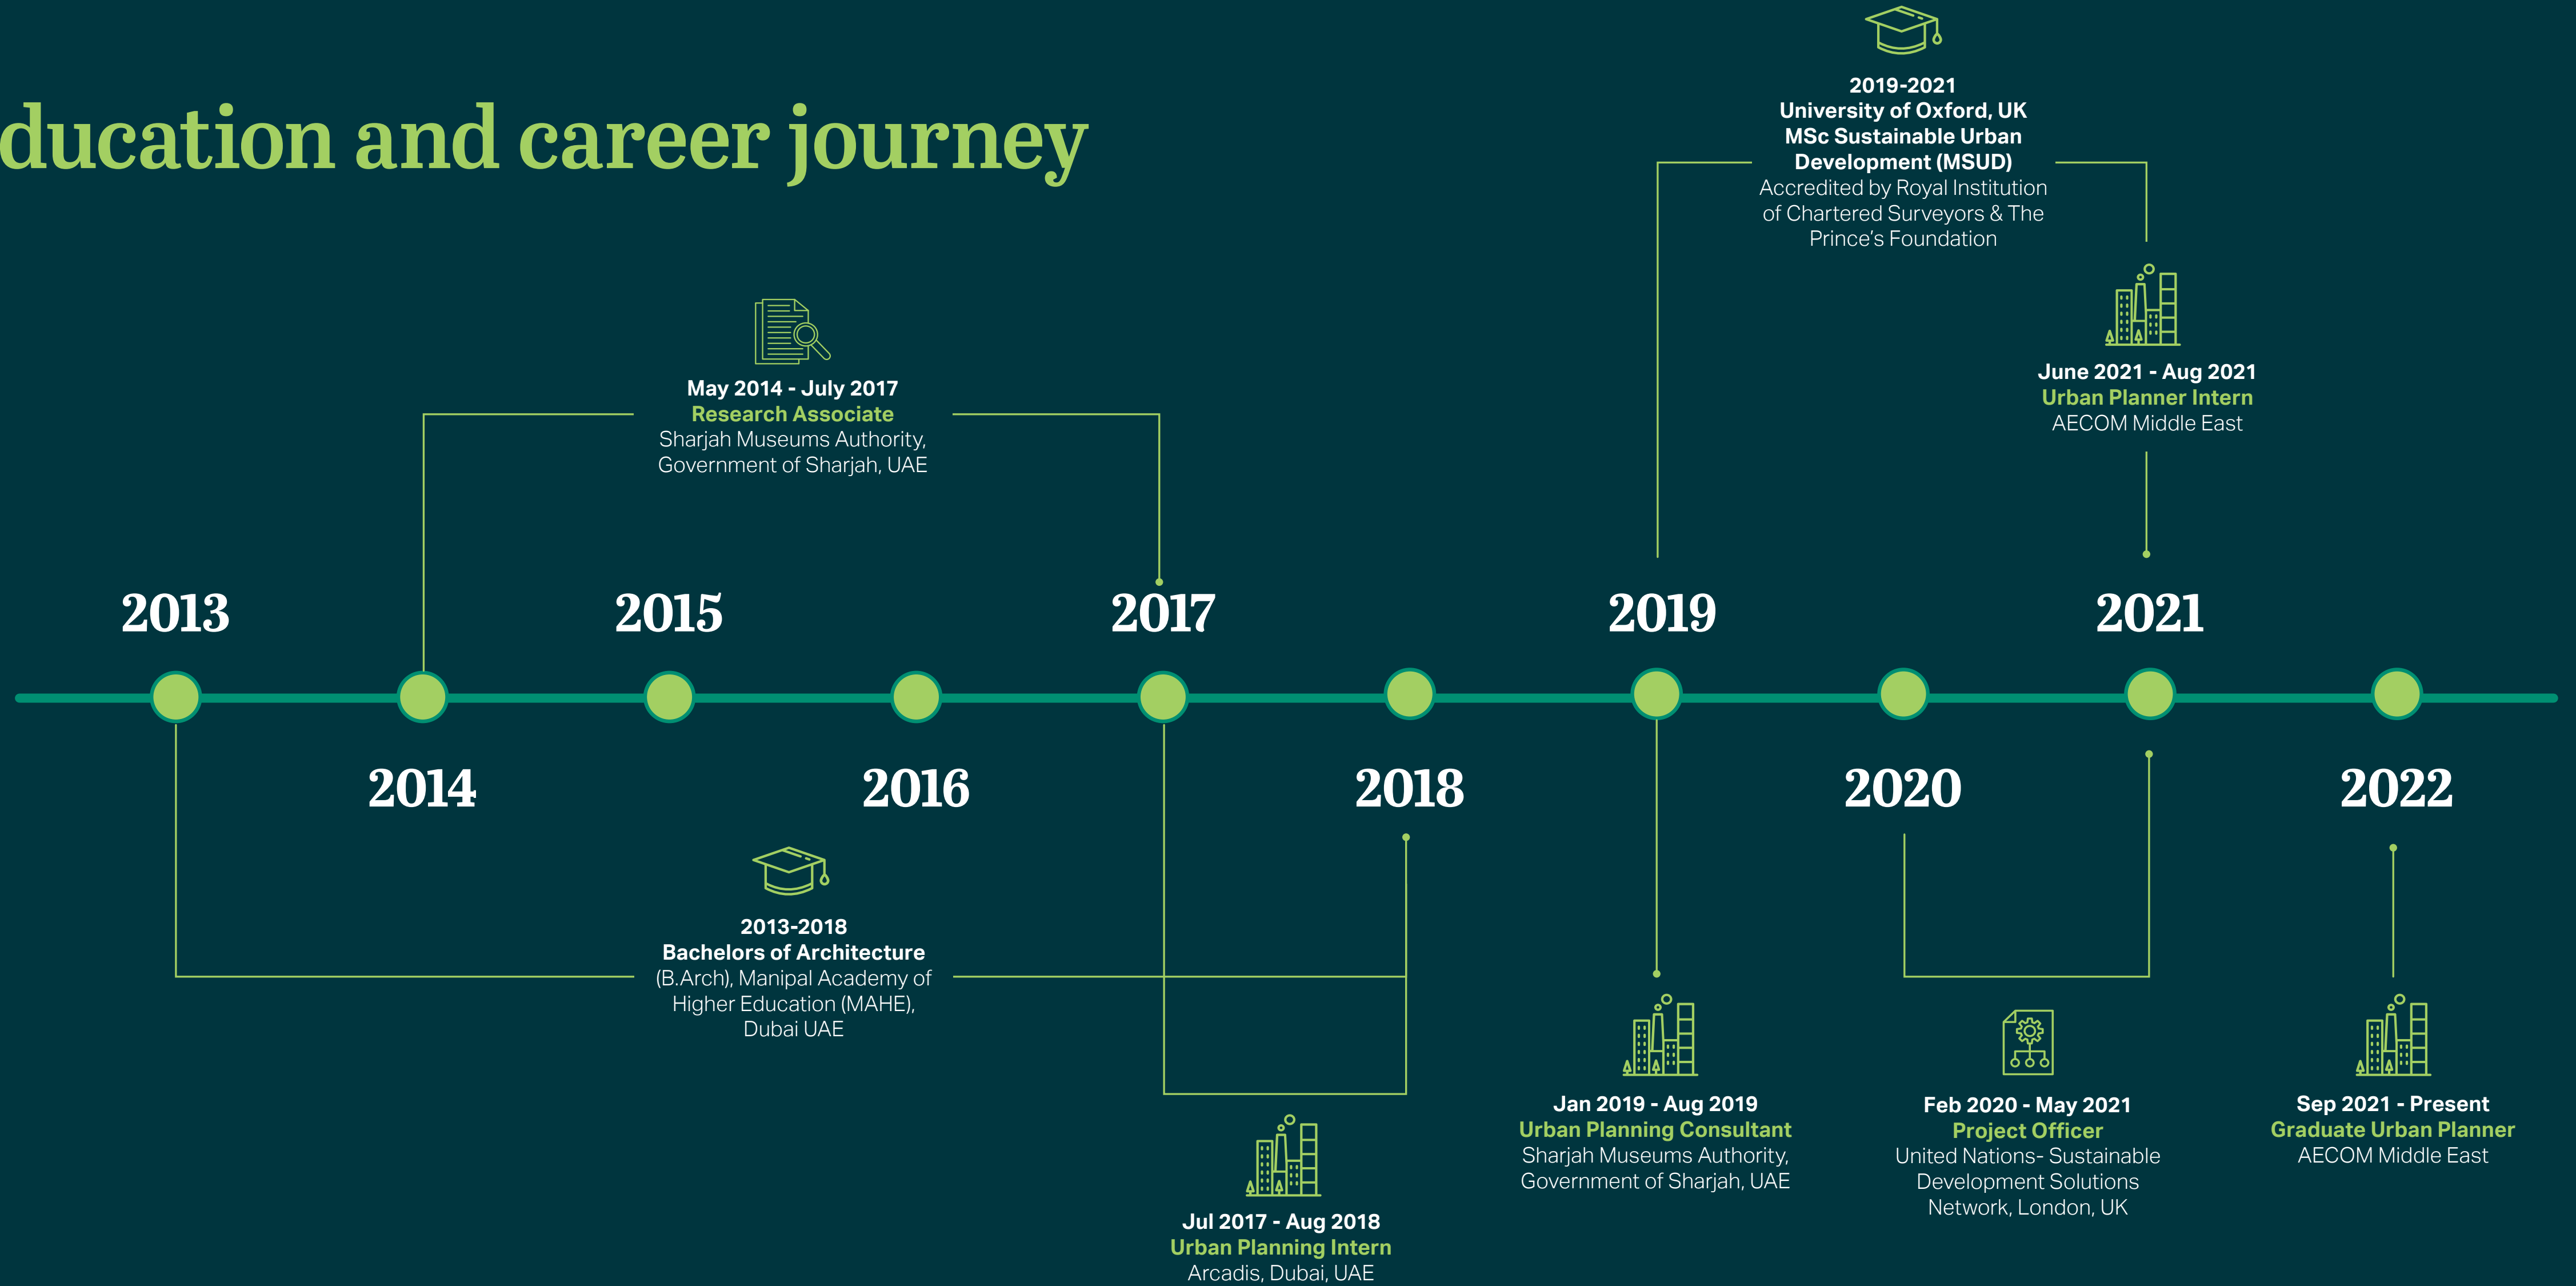 ducation and career journey
2019-2021
University of Oxford, UK
MSc Sustainable Urban
Development (MSUD)
Accredited by Royal Institution
of Chartered Surveyors & The
Prince’s Foundation
May 2014 - July 2017
Research Associate
Sharjah Museums Authority,
Government of Sharjah, UAE
June 2021 - Aug 2021
Urban Planner Intern
AECOM Middle East
2013
2015
2017
2019
2021
2014
2016
2018
2020
2022
2013-2018
Bachelors of Architecture
(B.Arch), Manipal Academy of
Higher Education (MAHE),
Dubai UAE
Jul 2017 - Aug 2018
Urban Planning Intern
Arcadis, Dubai, UAE
Jan 2019 - Aug 2019
Urban Planning Consultant
Sharjah Museums Authority,
Government of Sharjah, UAE
Feb 2020 - May 2021
Project Officer
United Nations- Sustainable
Development Solutions
Network, London, UK
Sep 2021 - Present
Graduate Urban Planner
AECOM Middle East